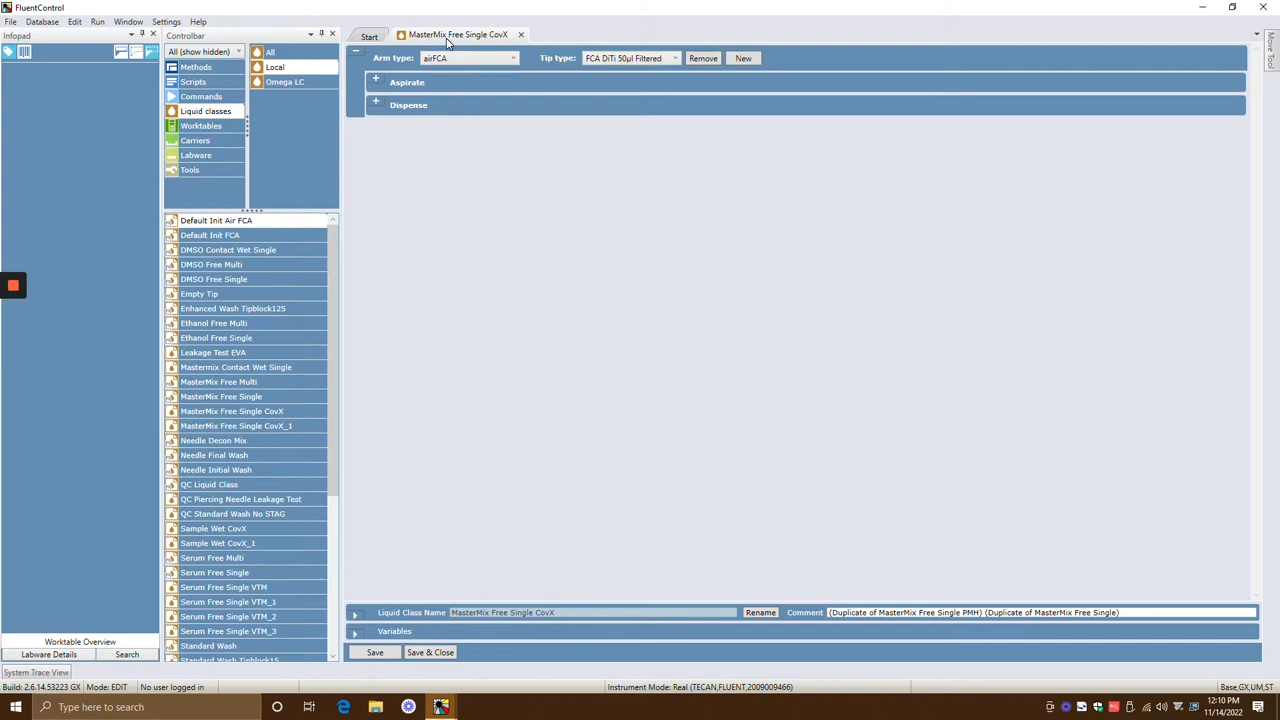 FluentControl
File Database Edit Run Window Settings Help
Infopad
Controlbar
Start
MasterMix Free Single CovX
Move Tool
All (show hidden)
Methods
Scripts
Commands
Liquid classes
Worktables
Carriers
Labware
Tools
All
Local
Omega LC
Arm type: airFCA Tip type: FCA DiTi 50µl Filtered Remove New
Aspirate
Dispense
Default Init Air FCA
Default Init FCA
DMSO Contact Wet Single
DMSO Free Multi
DMSO Free Single
Empty Tip
Enhanced Wash Tipblock125
Ethanol Free Multi
Ethanol Free Single
Leakage Test EVA
Mastermix Contact Wet Single
MasterMix Free Multi
MasterMix Free Single
MasterMix Free Single CovX
MasterMix Free Single CovX_1
Needle Decon Mix
Needle Final Wash
Needle Initial Wash
QC Liquid Class
QC Piercing Needle Leakage Test
QC Standard Wash No STAG
Sample Wet CovX
Sample Wet CovX_1
Serum Free Multi
Serum Free Single
Serum Free Single VTM
Serum Free Single VTM_1
Serum Free Single VTM_2
Serum Free Single VTM_3
Standard Wash
Standard Wash Tipblock15
Liquid Class Name MasterMix Free Single CovX Rename Comment (Duplicate of MasterMix Free Single PMH) (Duplicate of MasterMix Free Single)
Variables
Save Save & Close
Worktable Overview
Labware Details Search
System Trace View
Build: 2.6.14.53223 GX Mode: EDIT No user logged in Instrument Mode: Real (TECAN,FLUENT,2009009466) Base,GX,UM,ST
Type here to search
12:10 PM
11/14/2022